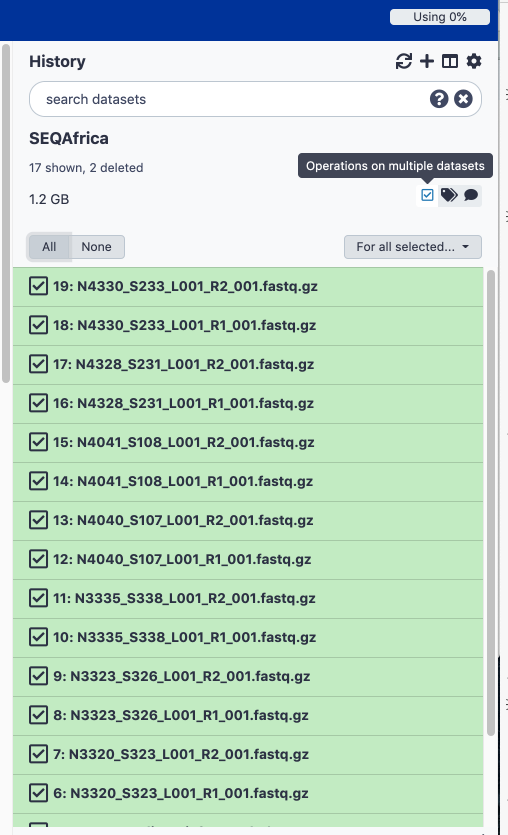 Using 0%
History
search datasets
SEQAfrica
17 shown, 2 deleted
Operations on multiple datasets
1.2 GB
All None For all selected...
19: N4330_S233_L001_R2_001.fastq.gz
18: N4330_S233_L001_R1_001.fastq.gz
17: N4328_S231_L001_R2_001.fastq.gz
16: N4328_S231_L001_R1_001.fastq.gz
15: N4041_S108_L001_R2_001.fastq.gz
14: N4041_S108_L001_R1_001.fastq.gz
13: N4040_S107_L001_R2_001.fastq.gz
12: N4040_S107_L001_R1_001.fastq.gz
11: N3335_S338_L001_R2_001.fastq.gz
10: N3335_S338_L001_R1_001.fastq.gz
9: N3323_S326_L001_R2_001.fastq.gz
8: N3323_S326_L001_R1_001.fastq.gz
7: N3320_S323_L001_R2_001.fastq.gz
6: N3320_S323_L001_R1_001.fastq.gz